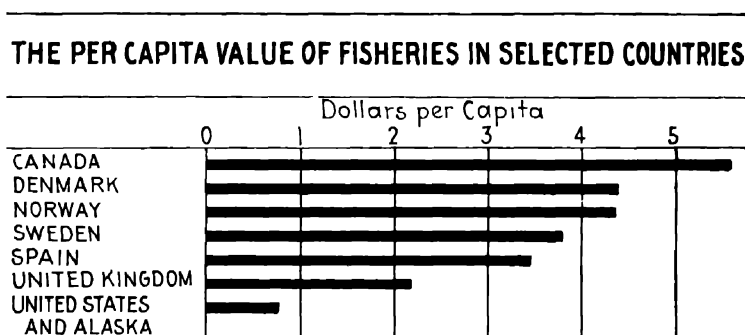 THE PER CAPITA VALUE OF FISHERIES IN SELECTED COUNTRIES
Dollars per Capita
0 1 2 3 4 5
CANADA
DENMARK
NORWAY
SWEDEN
SPAIN
UNITED KINGDOM
UNITED STATES
AND ALASKA